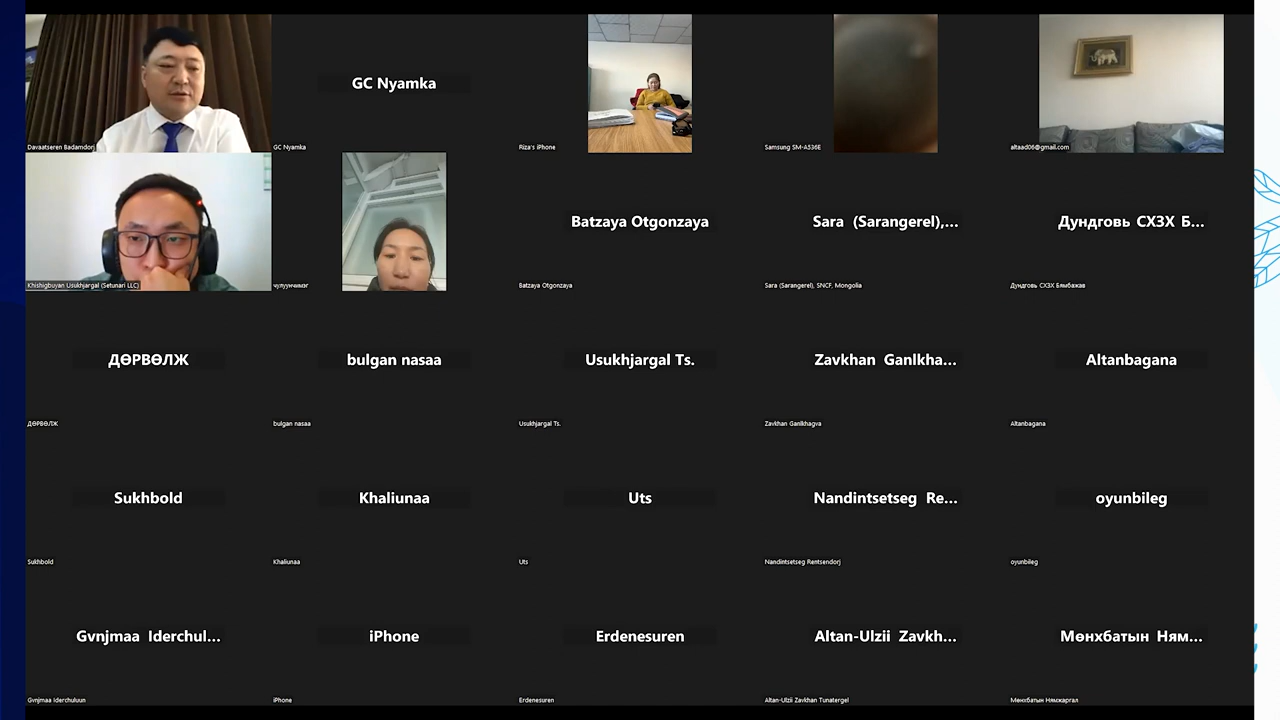 Davaatseren Badamdorj
GC Nyamka
GC Nyamka
Riza's iPhone
Samsung SM-A536E
altaad06@gmail.com
Khishigbuyan Usukhjargal (Setunari LLC)
чулуунчимэг
Batzaya Otgonzaya
Batzaya Otgonzaya
Sara (Sarangerel),...
Sara (Sarangerel), SNCF, Mongolia
Дундговь СХЗХ Б...
Дундговь СХЗХ Бямбажав
ДӨРВӨЛЖ
ДӨРВӨЛЖ
bulgan nasaa
bulgan nasaa
Usukhjargal Ts.
Usukhjargal Ts.
Zavkhan Ganlkha...
Zavkhan Ganlkhagva
Altanbagana
Altanbagana
Sukhbold
Sukhbold
Khaliunaa
Khaliunaa
Uts
Uts
Nandintsetseg Re...
Nandintsetseg Rentsendorj
oyunbileg
oyunbileg
Gvnjmaa Iderchul...
Gvnjmaa Iderchuluun
iPhone
iPhone
Erdenesuren
Erdenesuren
Altan-Ulzii Zavkh...
Altan-Ulzii Zavkhan Tunatergel
Мөнхбатын Ням...
Мөнхбатын Нямжаргал